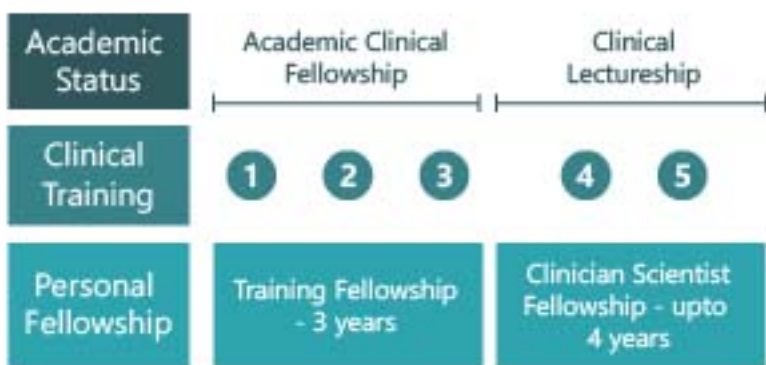 Academic
Status
Academic Clinical
Fellowship
Clinical
Lectureship
Clinical
Training
1 2 3 4 5
Personal
Fellowship
Training Fellowship
- 3 years
Clinician Scientist
Fellowship - upto
4 years